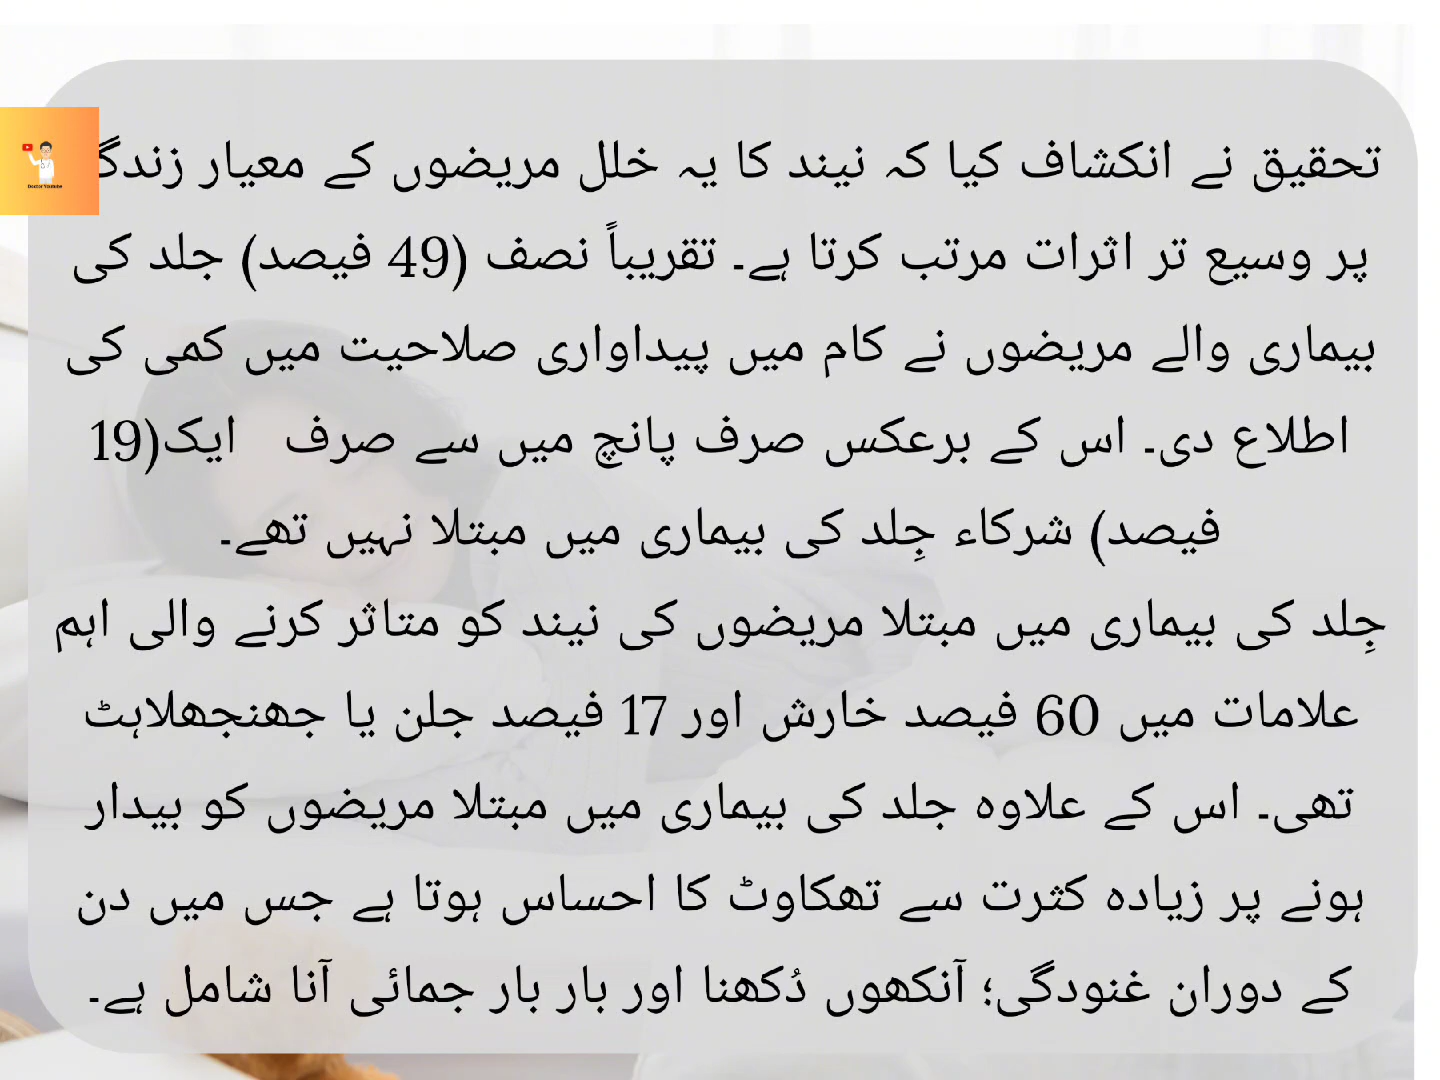 تحقیق نے انکشاف کیا کہ نیند کا یہ خلل مریضوں کے معیار
پر وسیع تر اثرات مرتب کرتا ہے۔ تقریباً نصف (49 فیصد) جلد کی
بیماری والے مریضوں نے کام میں پیداواری صلاحیت میں کمی کی
اطلاع دی۔ اس کے برعکس صرف پانچ میں سے صرف ایک(19
فیصد) شرکاء جِلد کی بیماری میں مبتلا نہیں تھے۔
جِلد کی بیماری میں مبتلا مریضوں کی نیند کو متاثر کرنے والی اہم
علامات میں 60 فیصد خارش اور 17 فیصد جلن یا جھنجھلاہٹ
تھی۔ اس کے علاوہ جلد کی بیماری میں مبتلا مریضوں کو بیدار
ہونے پر زیادہ کثرت سے تھکاوٹ کا احساس ہوتا ہے جس میں دن
کے دوران غنودگی؛ آنکھوں دُکھنا اور بار بار جمائی آنا شامل ہے۔
Doctor Youtube